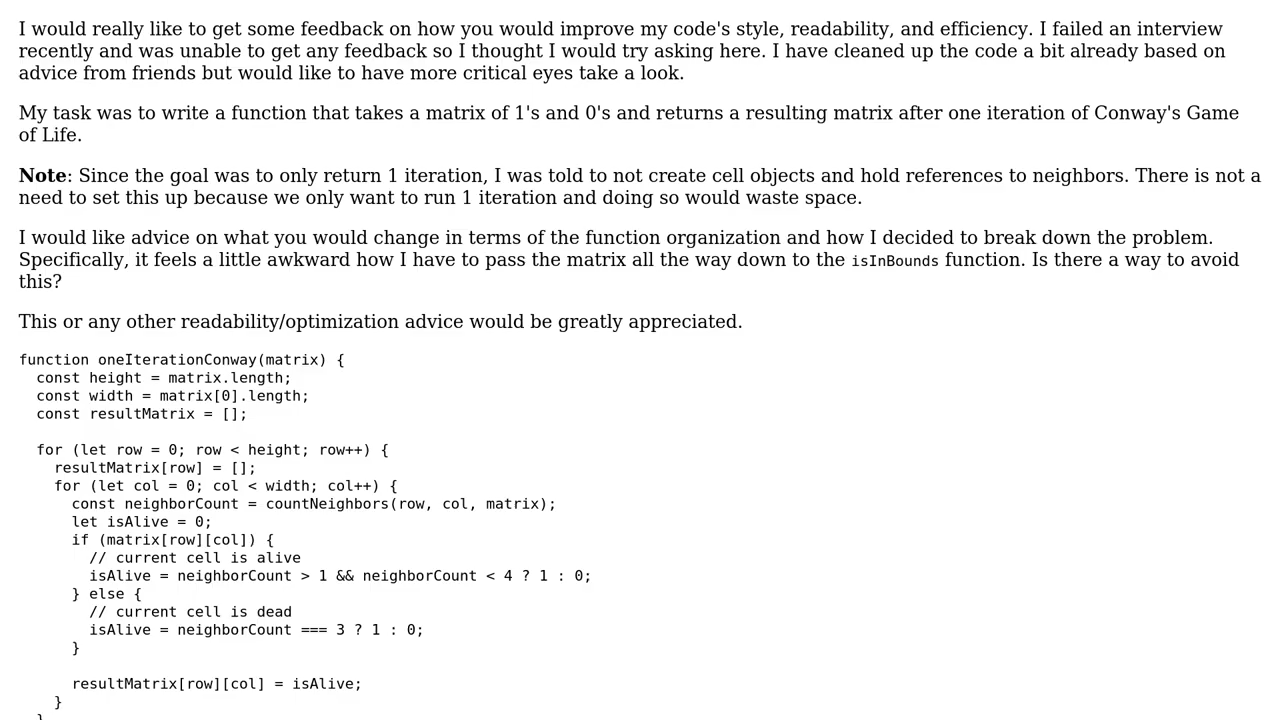 I would really like to get some feedback on how you would improve my code's style, readability, and efficiency. I failed an interview
recently and was unable to get any feedback so I thought I would try asking here. I have cleaned up the code a bit already based on
advice from friends but would like to have more critical eyes take a look.
My task was to write a function that takes a matrix of 1's and 0's and returns a resulting matrix after one iteration of Conway's Game
of Life.
Note: Since the goal was to only return 1 iteration, I was told to not create cell objects and hold references to neighbors. There is not a
need to set this up because we only want to run 1 iteration and doing so would waste space.
I would like advice on what you would change in terms of the function organization and how I decided to break down the problem.
Specifically, it feels a little awkward how I have to pass the matrix all the way down to the isInBounds function. Is there a way to avoid
this?
This or any other readability/optimization advice would be greatly appreciated.
function oneIterationConway(matrix) {
  const height = matrix.length;
  const width = matrix[0].length;
  const resultMatrix = [];
  for (let row = 0; row < height; row++) {
    resultMatrix[row] = [];
    for (let col = 0; col < width; col++) {
      const neighborCount = countNeighbors(row, col, matrix);
      let isAlive = 0;
      if (matrix[row][col]) {
        // current cell is alive
        isAlive = neighborCount > 1 && neighborCount < 4 ? 1 : 0;
      } else {
        // current cell is dead
        isAlive = neighborCount === 3 ? 1 : 0;
      }
      resultMatrix[row][col] = isAlive;
    }
  }